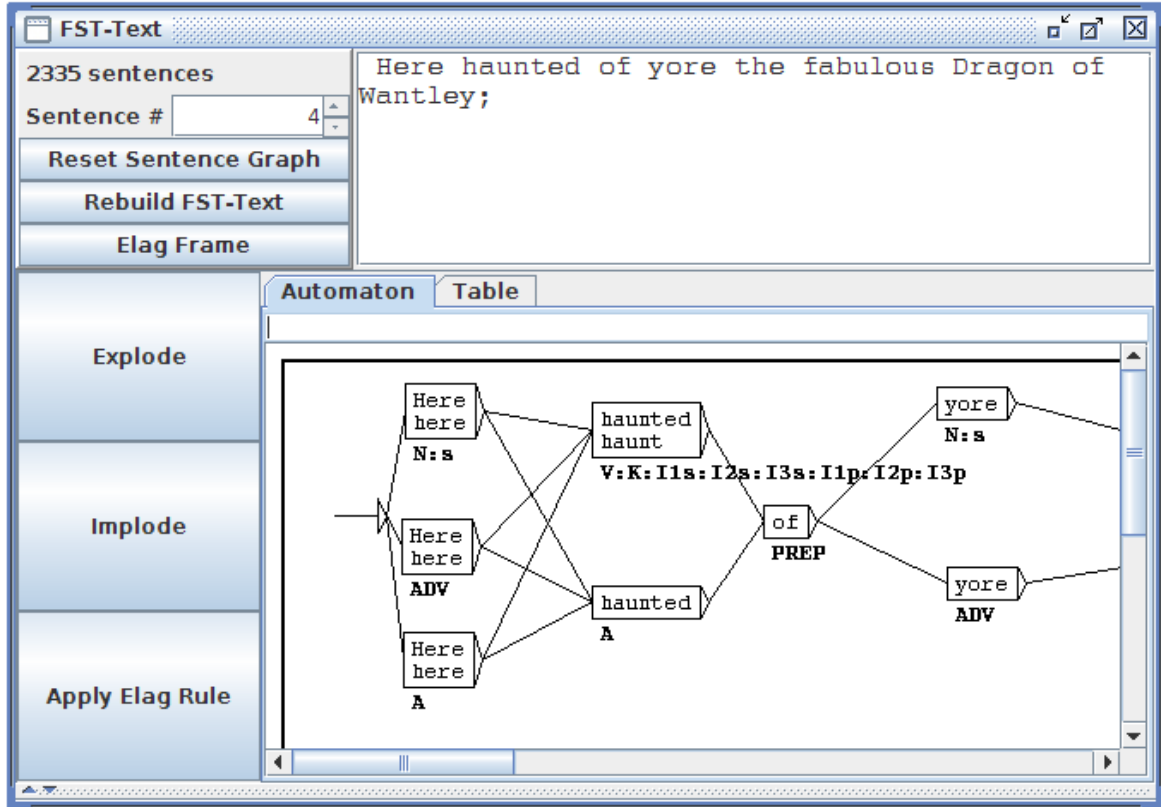 FST-Text
2335 sentences
Sentence # 4
Reset Sentence Graph
Rebuild FST-Text
Elag Frame
Here haunted of yore the fabulous Dragon of
Wantley;
Explode
Implode
Apply Elag Rule
Automaton Table
Here
here
N:s
haunted
haunt
V:K:I1s:I2s:I3s:I1p:I2p:I3p
yore
N:s
Here
here
ADV
of
PREP
haunted
A
yore
ADV
Here
here
A